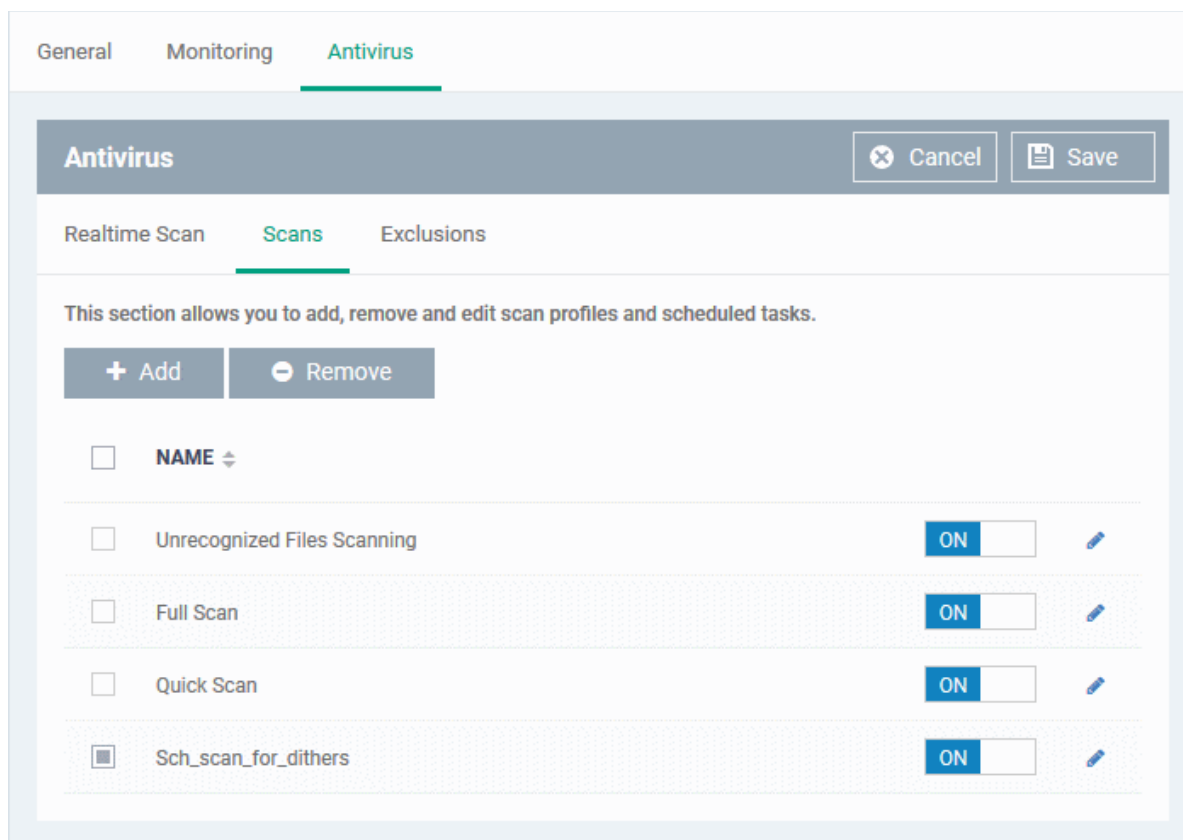 General Monitoring Antivirus
Antivirus Cancel Save
Realtime Scan Scans Exclusions
This section allows you to add, remove and edit scan profiles and scheduled tasks.
Add Remove
NAME
Unrecognized Files Scanning ON
Full Scan ON
Quick Scan ON
Sch_scan_for_dithers ON